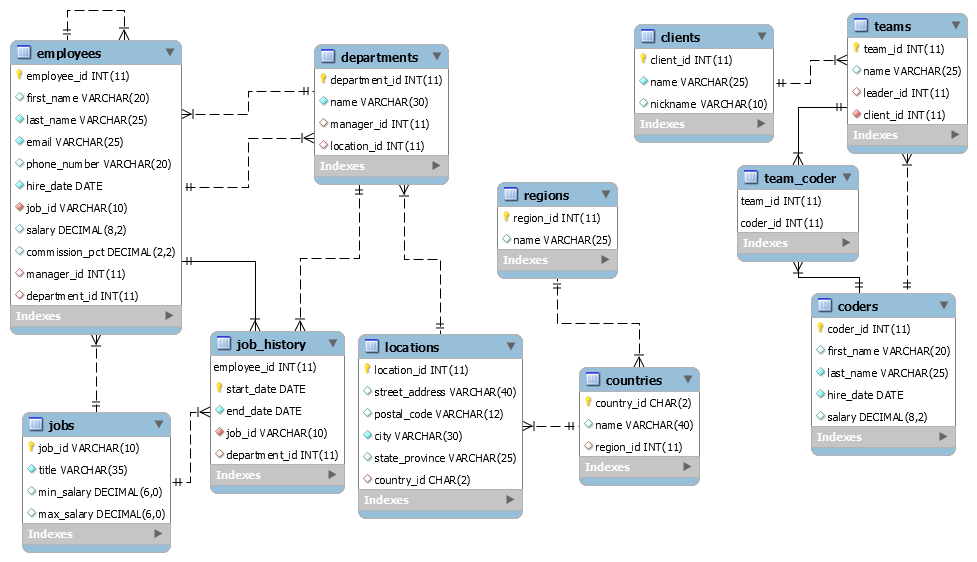 employees
employee_id INT(11)
first_name VARCHAR(20)
last_name VARCHAR(25)
email VARCHAR(25)
phone_number VARCHAR(20)
hire_date DATE
job_id VARCHAR(10)
salary DECIMAL(8,2)
commission_pct DECIMAL(2,2)
manager_id INT(11)
department_id INT(11)
Indexes
departments
department_id INT(11)
name VARCHAR(30)
manager_id INT(11)
location_id INT(11)
Indexes
clients
client_id INT(11)
name VARCHAR(25)
nickname VARCHAR(10)
Indexes
teams
team_id INT(11)
name VARCHAR(25)
leader_id INT(11)
client_id INT(11)
Indexes
team_coder
team_id INT(11)
coder_id INT(11)
Indexes
regions
region_id INT(11)
name VARCHAR(25)
Indexes
coders
coder_id INT(11)
first_name VARCHAR(20)
last_name VARCHAR(25)
hire_date DATE
salary DECIMAL(8,2)
Indexes
job_history
employee_id INT(11)
start_date DATE
end_date DATE
job_id VARCHAR(10)
department_id INT(11)
Indexes
locations
location_id INT(11)
street_address VARCHAR(40)
postal_code VARCHAR(12)
city VARCHAR(30)
state_province VARCHAR(25)
country_id CHAR(2)
Indexes
countries
country_id CHAR(2)
name VARCHAR(40)
region_id INT(11)
Indexes
jobs
job_id VARCHAR(10)
title VARCHAR(35)
min_salary DECIMAL(6,0)
max_salary DECIMAL(6,0)
Indexes